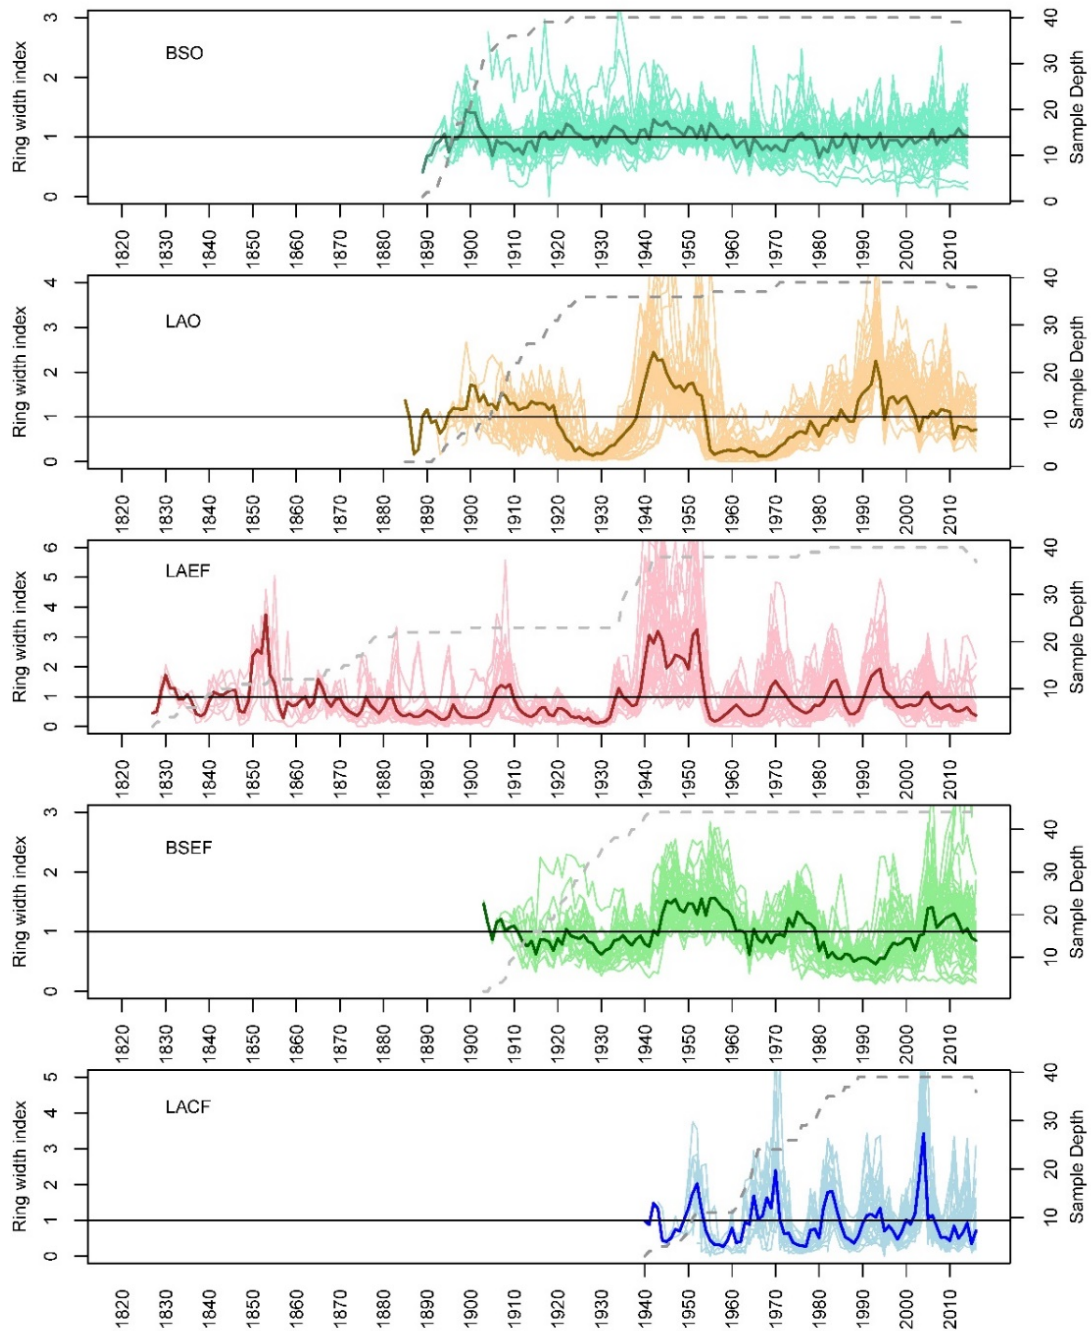 BSO
Ring width index
0 1 2 3
0 10 20 30 40
Sample Depth
1820 1830 1840 1850 1860 1870 1880 1890 1900 1910 1920 1930 1940 1950 1960 1970 1980 1990 2000 2010
LAO
Ring width index
0 1 2 3 4
0 10 20 30 40
Sample Depth
1820 1830 1840 1850 1860 1870 1880 1890 1900 1910 1920 1930 1940 1950 1960 1970 1980 1990 2000 2010
LAEF
Ring width index
0 1 2 3 4 5 6
10 20 30 40
Sample Depth
1820 1830 1840 1850 1860 1870 1880 1890 1900 1910 1920 1930 1940 1950 1960 1970 1980 1990 2000 2010
BSEF
Ring width index
0 1 2 3
10 20 30 40
Sample Depth
1820 1830 1840 1850 1860 1870 1880 1890 1900 1910 1920 1930 1940 1950 1960 1970 1980 1990 2000 2010
LACF
Ring width index
0 1 2 3 4 5
10 20 30 40
Sample Depth
1820 1830 1840 1850 1860 1870 1880 1890 1900 1910 1920 1930 1940 1950 1960 1970 1980 1990 2000 2010